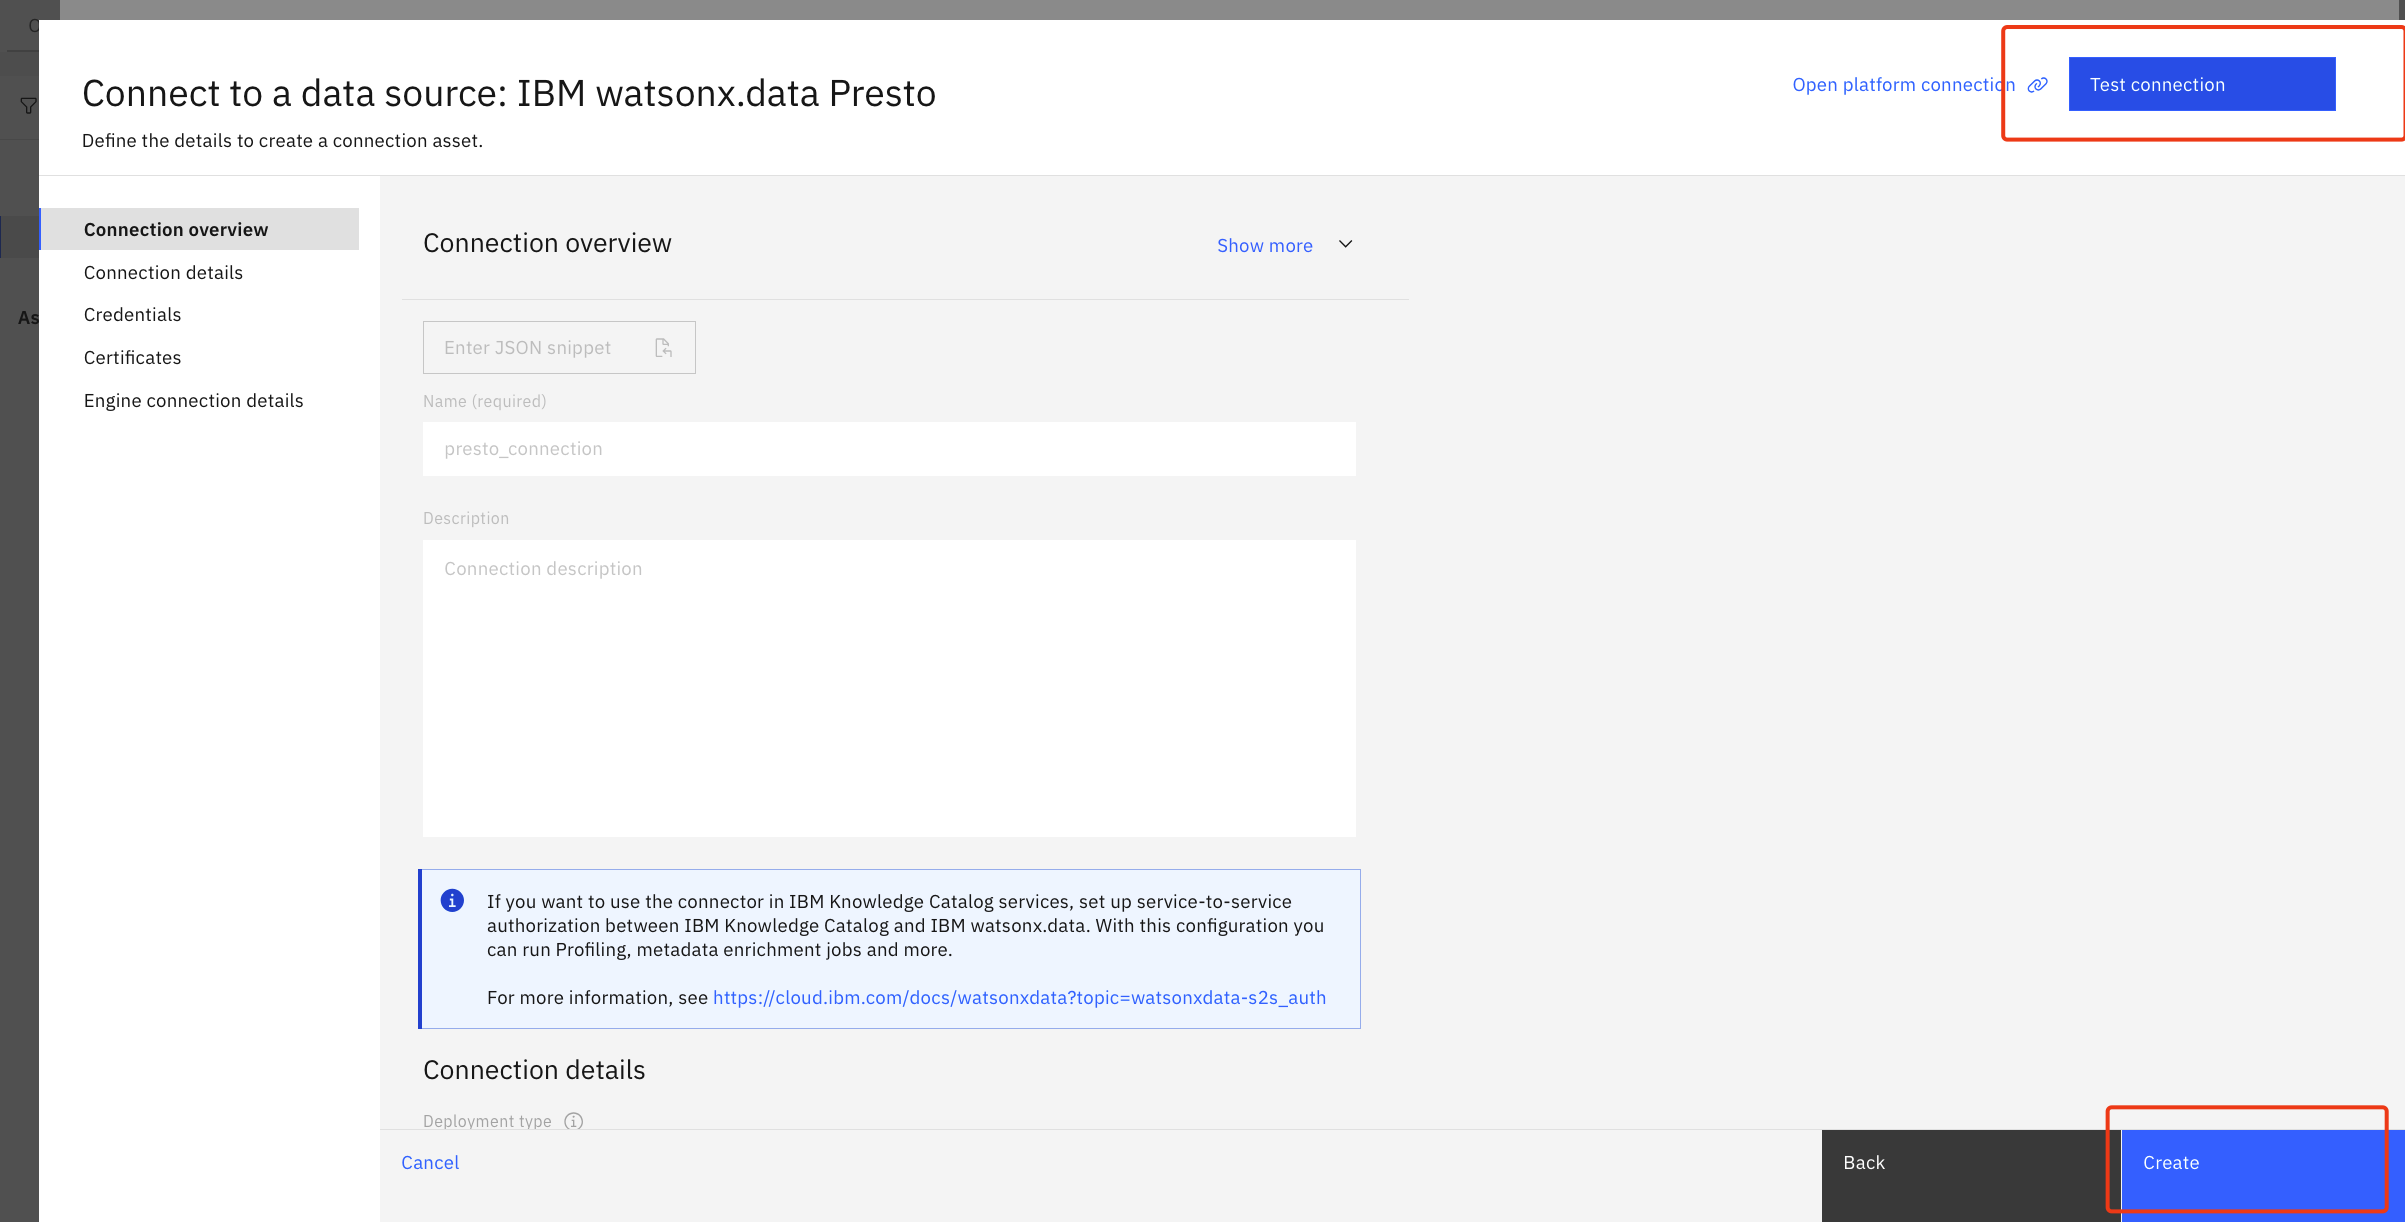 Connect to a data source: IBM watsonx.data Presto
Define the details to create a connection asset.
Open platform connection
Test connection
Connection overview
Connection details
Credentials
Certificates
Engine connection details
As
Connection overview
Show more
Enter JSON snippet
Name (required)
presto_connection
Description
Connection description
If you want to use the connector in IBM Knowledge Catalog services, set up service-to-service
authorization between IBM Knowledge Catalog and IBM watsonx.data. With this configuration you
can run Profiling, metadata enrichment jobs and more.
For more information, see https://cloud.ibm.com/docs/watsonxdata?topic=watsonxdata-s2s_auth
Connection details
Deployment type
Cancel
Back
Create